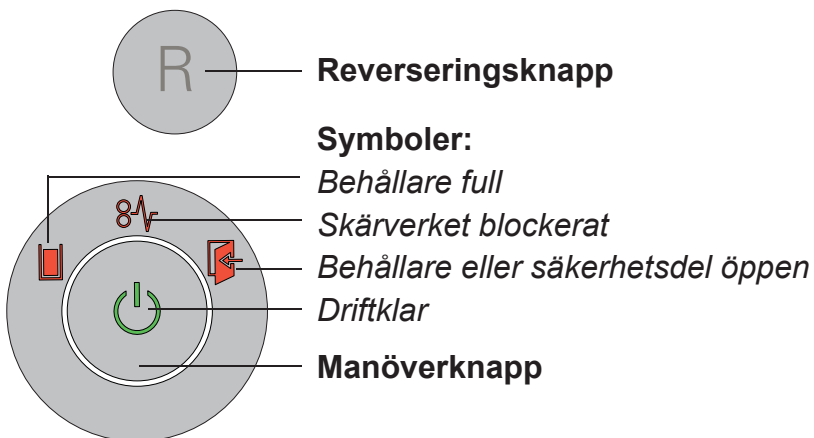 R
Reverseringsknapp
Symboler:
Behållare full
Skärverket blockerat
Behållare eller säkerhetsdel öppen
Driftklar
Manöverknapp